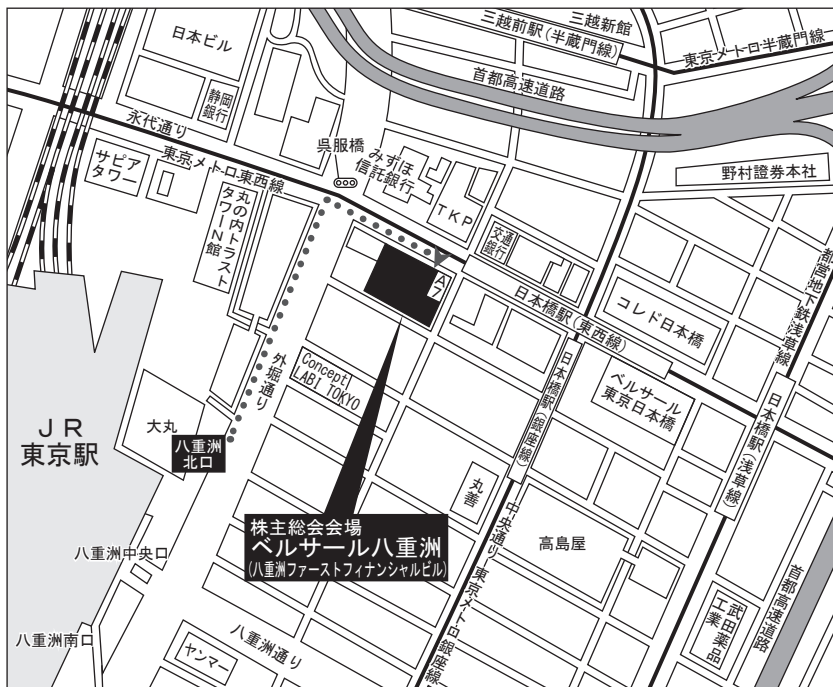 三越新館
三越前駅(半蔵門線)
東京メトロ半蔵門線
首都高速道路
日本ビル
静岡
銀行
永代通り
東京メトロ東西線
呉服橋
みずほ
信託銀行
TKP
野村證券本社
サピア
タワー
丸の内トラスト
タワーN館
交通
銀行
A7
日本橋駅(東西線)
コレド日本橋
都営地下鉄浅草線
外堀通り
Concept
LABI TOKYO
日本橋駅(銀座線)
ベルサール
東京日本橋
日本橋駅(浅草線)
JR
東京駅
大丸
八重洲
北口
丸善
株主総会会場
ベルサール八重洲
(八重洲ファーストフィナンシャルビル)
中央通り
東京メトロ銀座線
高島屋
八重洲中央口
八重洲南口
八重洲通り
ヤンマー
武田薬品
工業
首都高速道路